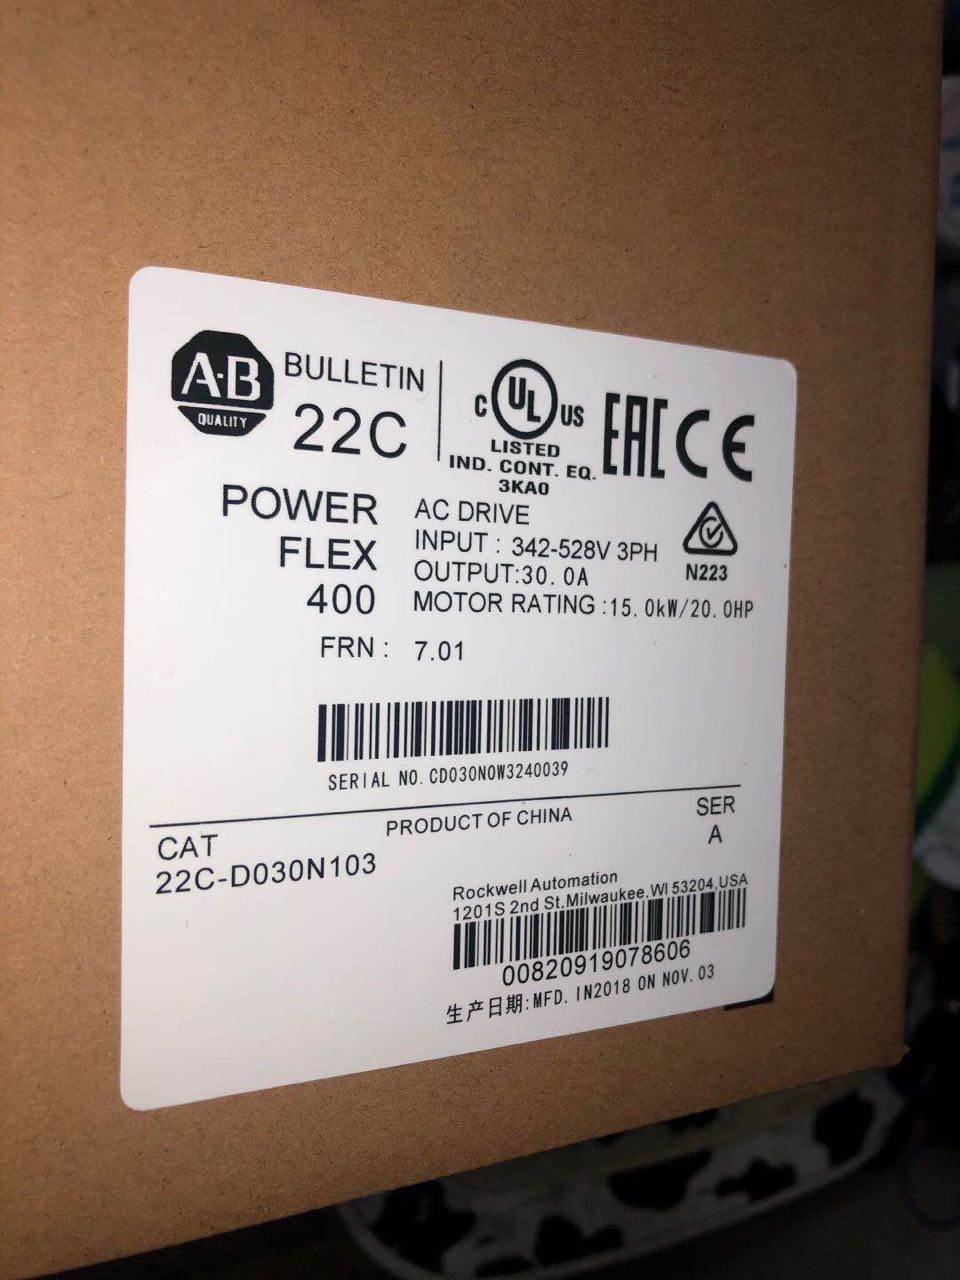 A-B
QUALITY
BULLETIN
22C
C UL US
LISTED
IND. CONT. EQ.
3KA0
EAC CE
POWER
FLEX
400
AC DRIVE
INPUT : 342-528V 3PH
OUTPUT:30.0A
MOTOR RATING :15.0kW/20.0HP
N223
FRN : 7.01
SERIAL NO. CD030N0W3240039
CAT
22C-D030N103
PRODUCT OF CHINA
SER
A
Rockwell Automation
1201S 2nd St.Milwaukee.WI 53204,USA
00820919078606
生产日期:MFD. IN2018 ON NOV. 03